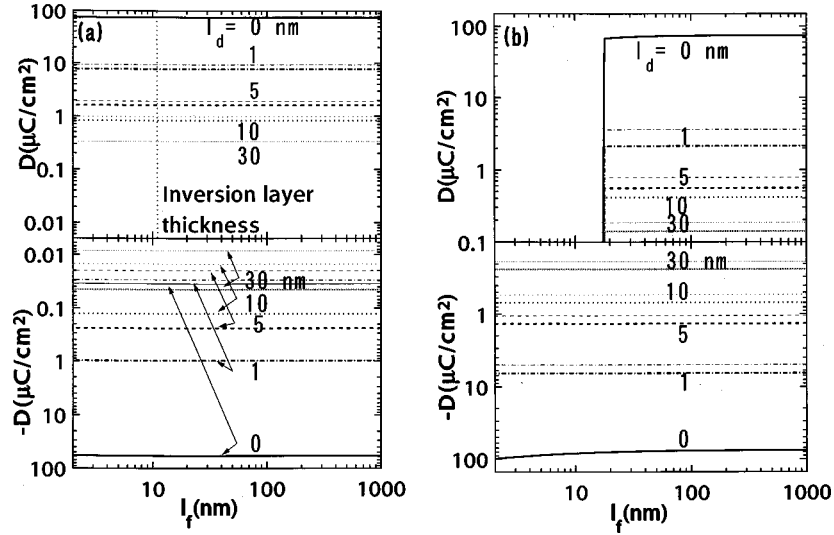 (a)
l_d = 0 nm
1
5
10
30
100
10
1
0.1
0.01
D(μC/cm²)
Inversion layer
thickness
0.01
0.1
1
10
100
-D(μC/cm²)
30 nm
10
5
1
0
10 100 1000
l_f(nm)
(b)
l_d = 0 nm
1
5
10
30
100
10
1
0.1
D(μC/cm²)
1
10
100
-D(μC/cm²)
30 nm
10
5
1
0
10 100 1000
l_f(nm)